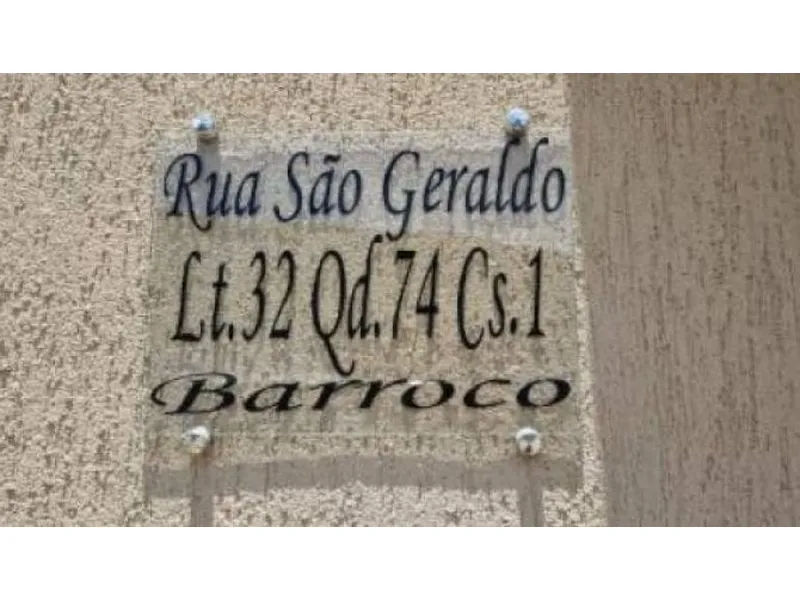 Rua São Geraldo
Lt.32 Qd.74 Cs.1
Barroco